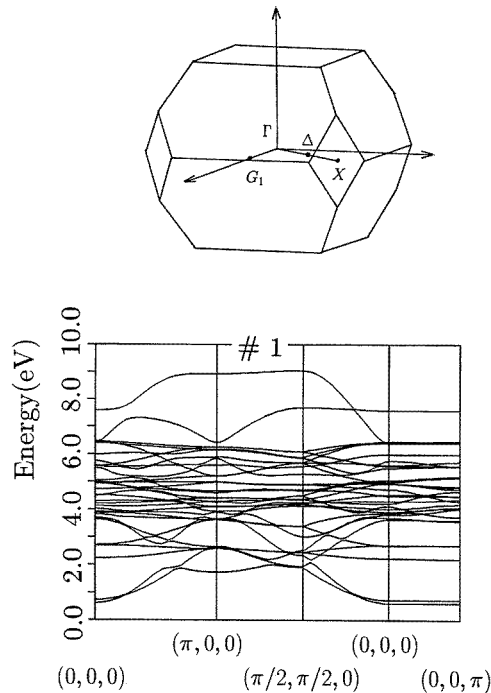 Γ
Δ
X
G₁
# 1
Energy(eV)
10.0
8.0
6.0
4.0
2.0
0.0
(π, 0, 0)
(0, 0, 0)
(0, 0, 0)
(π/2, π/2, 0)
(0, 0, π)